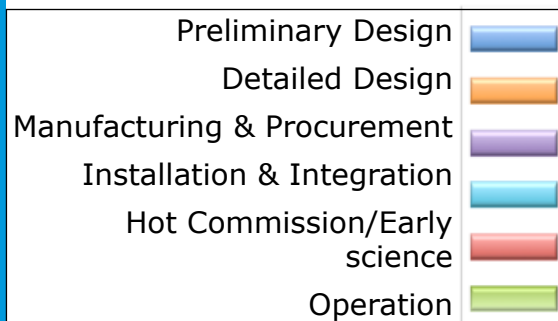 Preliminary Design
Detailed Design
Manufacturing & Procurement
Installation & Integration
Hot Commission/Early
science
Operation